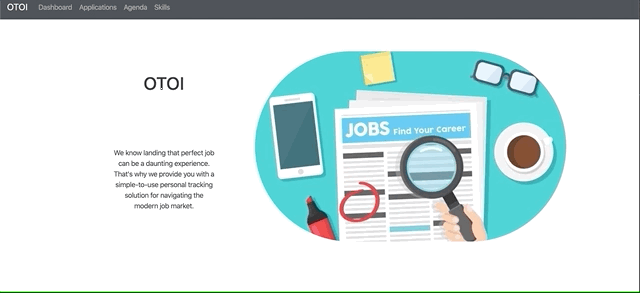 OTOI Dashboard Applications Agenda Skills
OTOI
We know landing that perfect job
can be a daunting experience.
That's why we provide you with a
simple-to-use personal tracking
solution for navigating the
modern job market.
JOBS Find Your Career